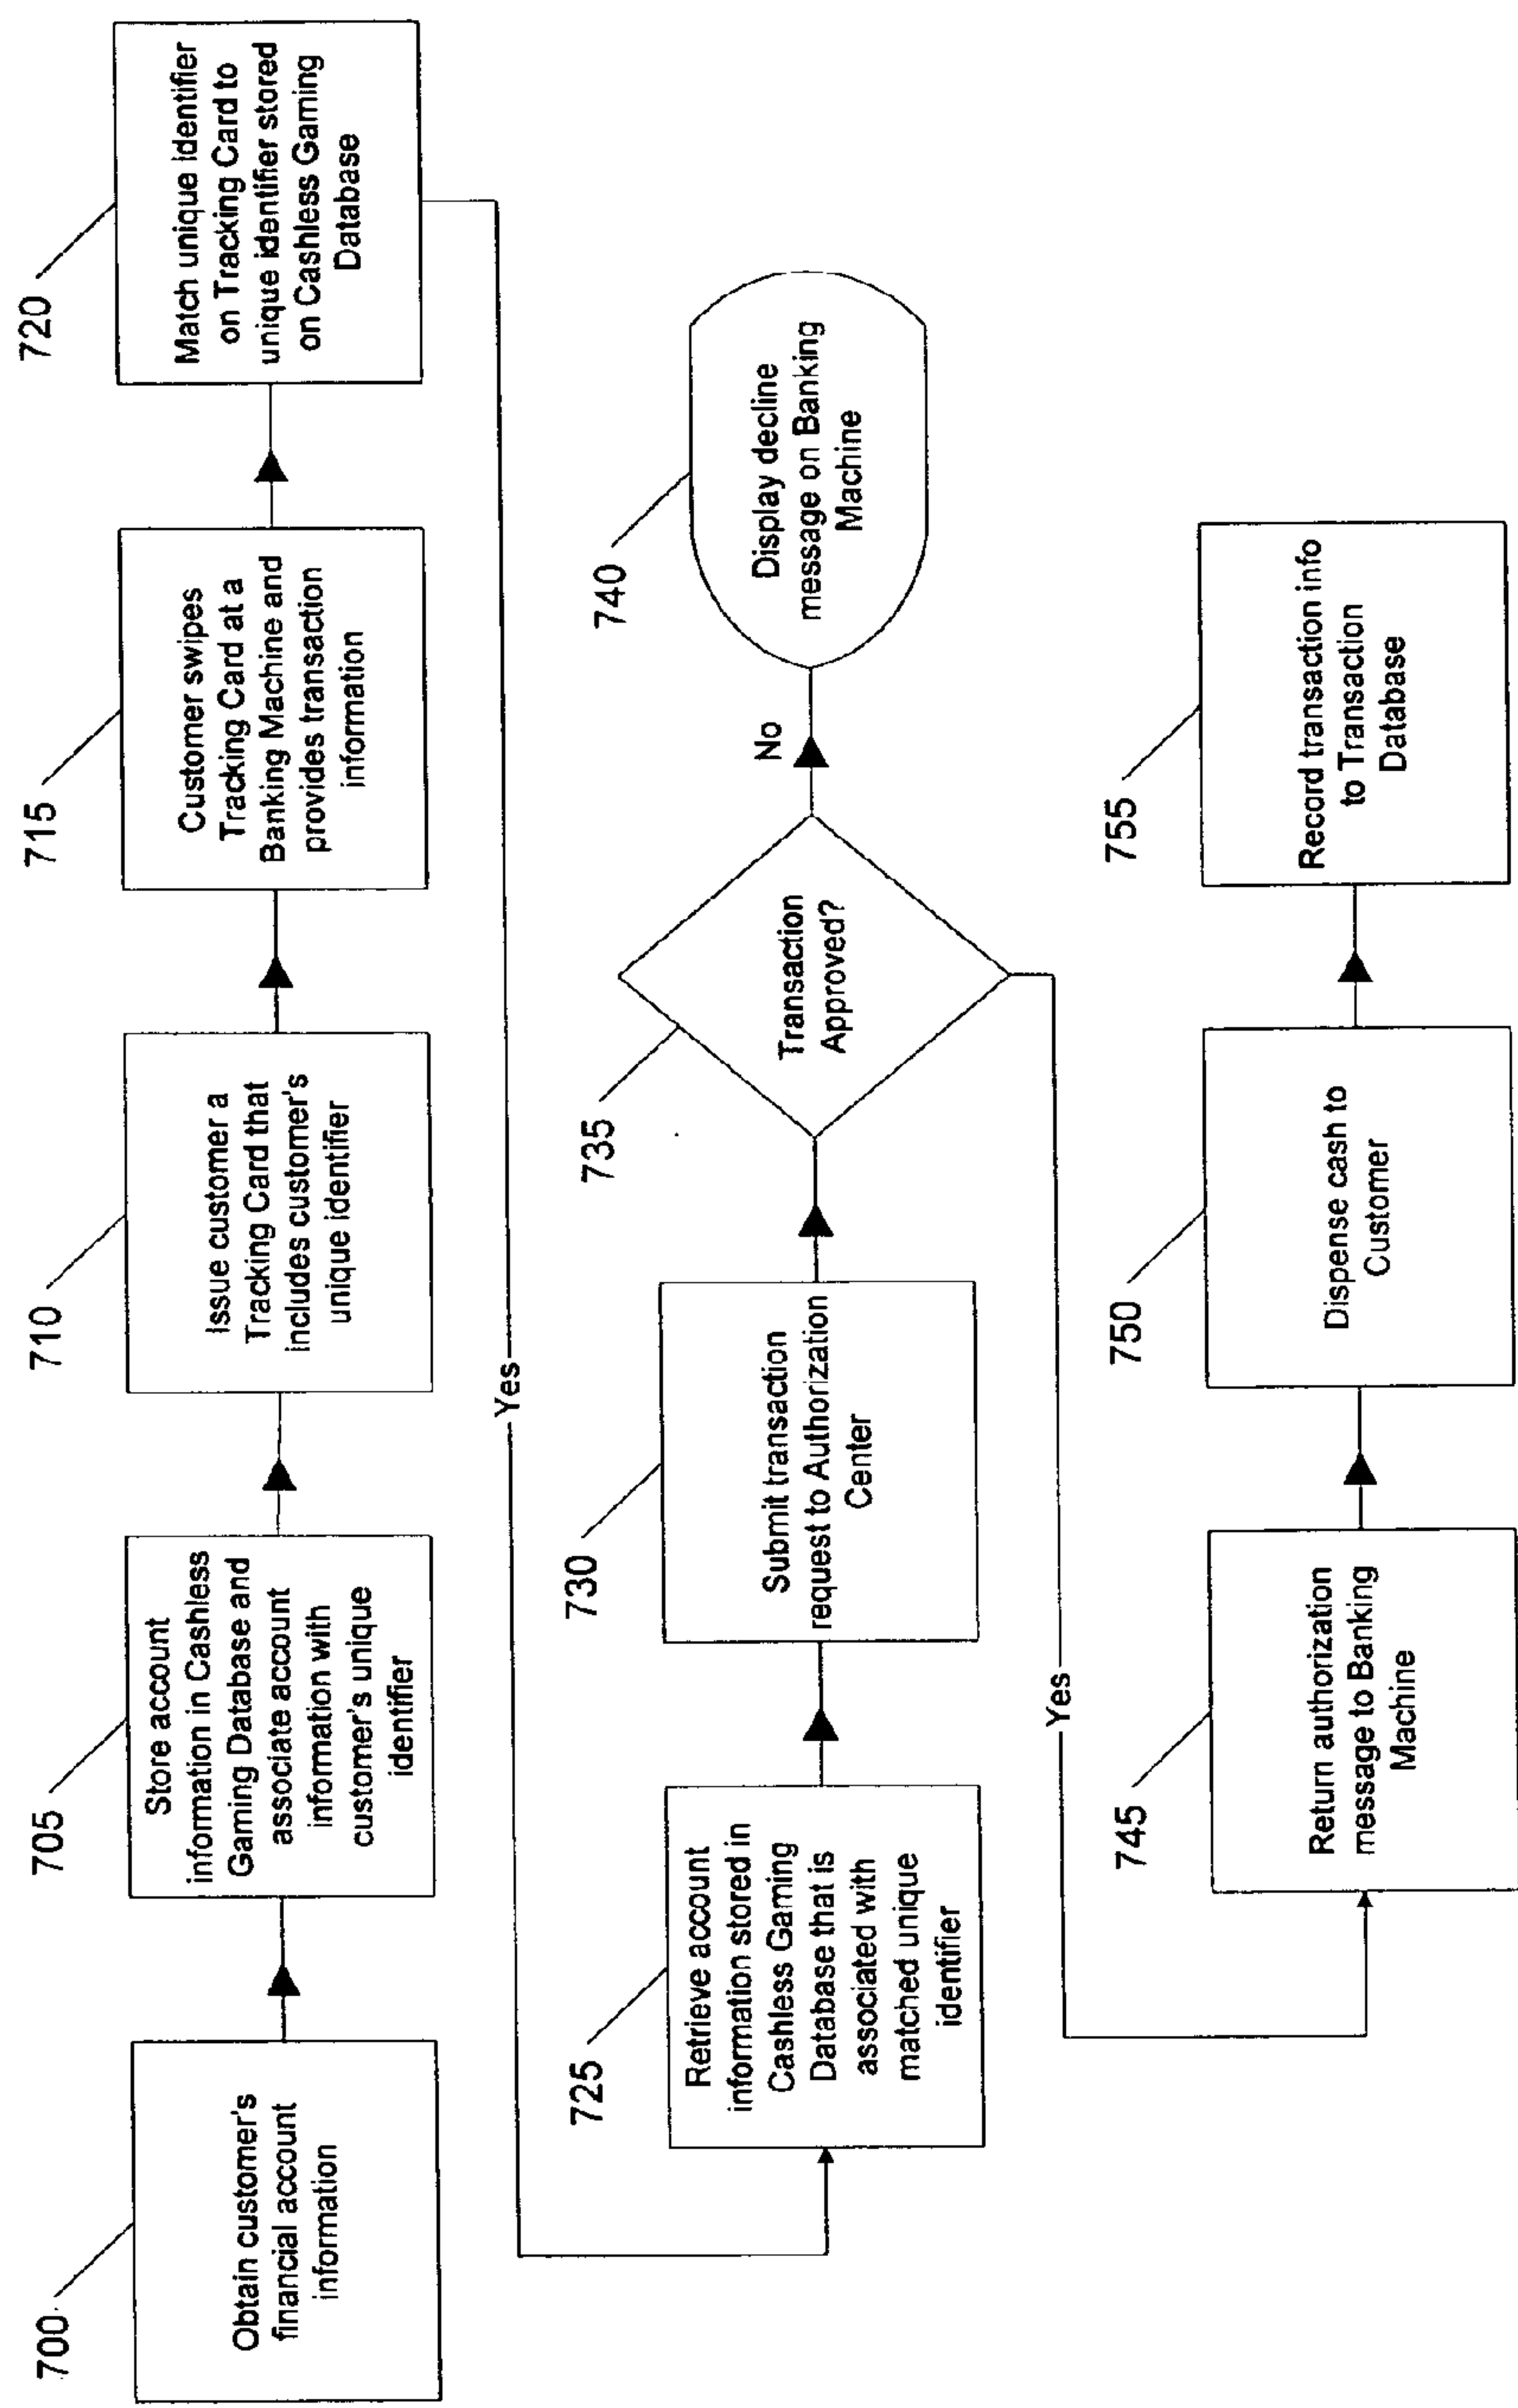 700
Obtain customer's
financial account
information
705
Store account
information in Cashless
Gaming Database and
associate account
information with
customer's unique
identifier
710
Issue customer a
Tracking Card that
includes customer's
unique identifier
715
Customer swipes
Tracking Card at a
Banking Machine and
provides transaction
information
720
Match unique identifier
on Tracking Card to
unique identifier stored
on Cashless Gaming
Database
Yes
725
Retrieve account
information stored in
Cashless Gaming
Database that is
associated with
matched unique
identifier
730
Submit transaction
request to Authorization
Center
735
Transaction
Approved?
No
740
Display decline
message on Banking
Machine
Yes
745
Return authorization
message to Banking
Machine
750
Dispense cash to
Customer
755
Record transaction info
to Transaction
Database